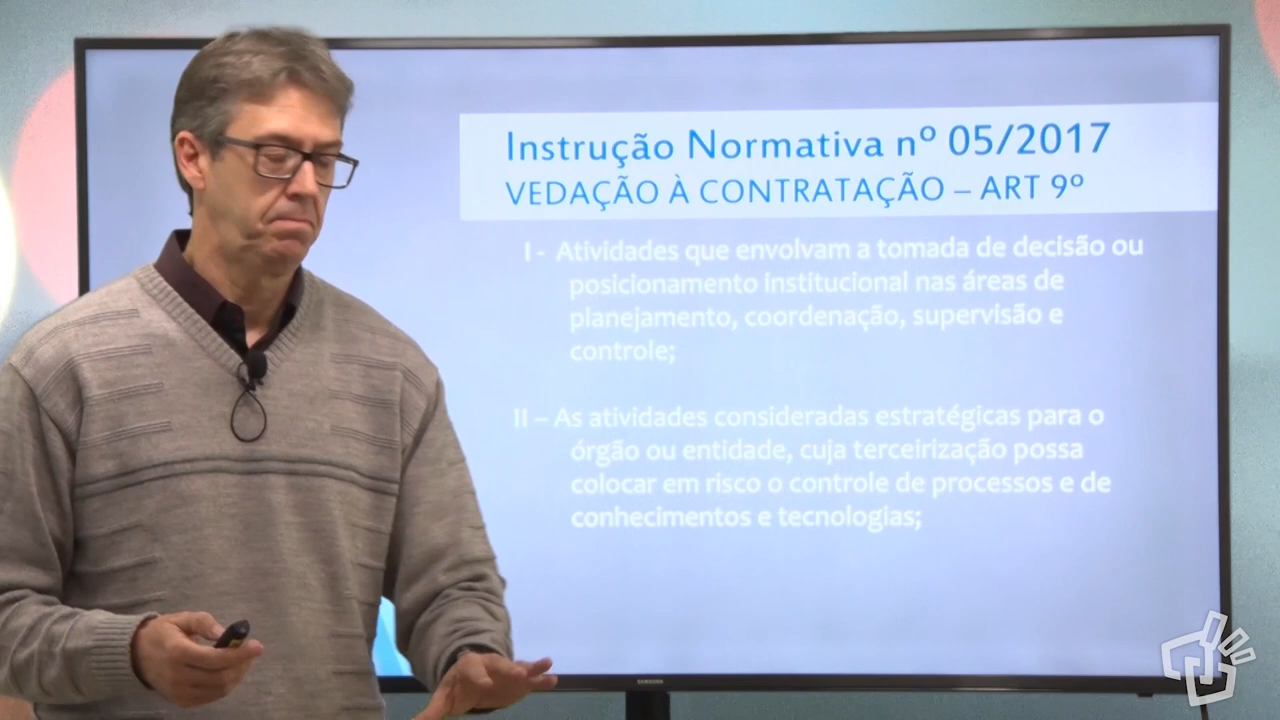 Instrução Normativa nº 05/2017
VEDAÇÃO À CONTRATAÇÃO – ART 9º
I - Atividades que envolvam a tomada de decisão ou
posicionamento institucional nas áreas de
planejamento, coordenação, supervisão e
controle;
II – As atividades consideradas estratégicas para o
órgão ou entidade, cuja terceirização possa
colocar em risco o controle de processos e de
conhecimentos e tecnologias;
SAMSUNG